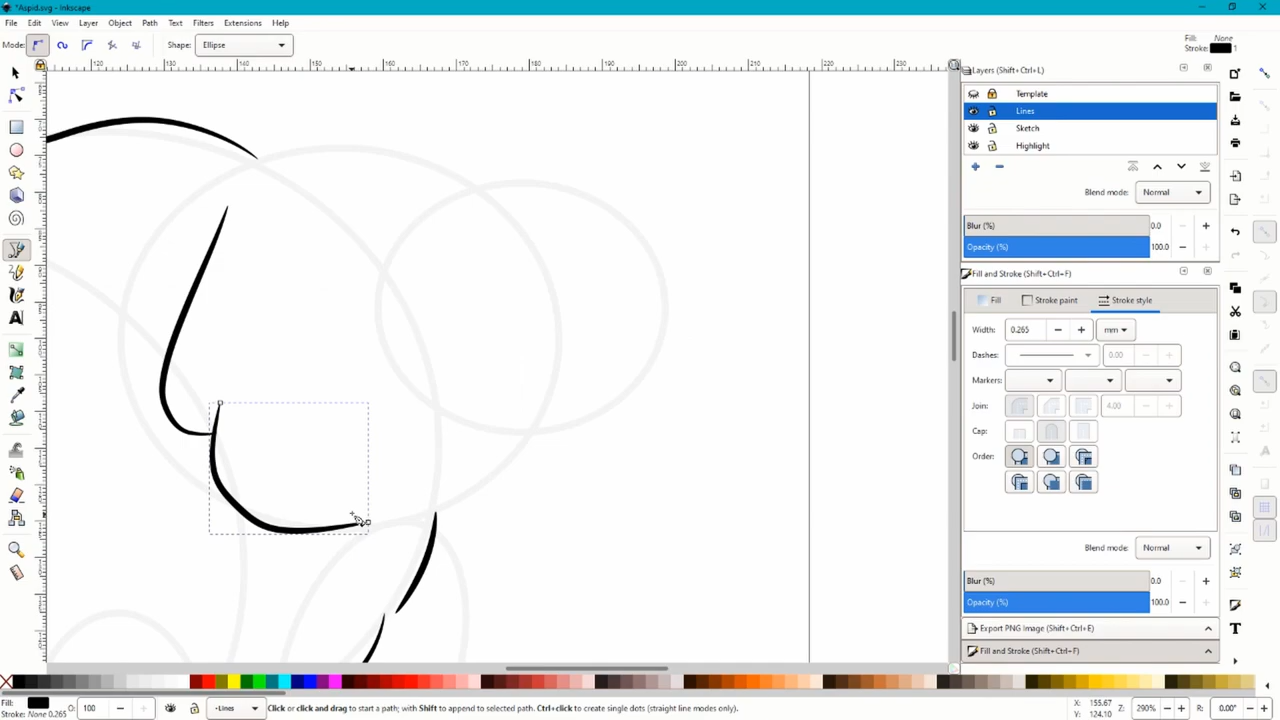 *Aspid.svg - Inkscape
File Edit View Layer Object Path Text Filters Extensions Help
Mode: Shape: Ellipse
Fill: None
Stroke: 1
120 130 140 150 160 170 180 190 200 210 220 230
Layers (Shift+Ctrl+L)
Template
Lines
Sketch
Highlight
Blend mode: Normal
Blur (%) 0.0
Opacity (%) 100.0
Fill and Stroke (Shift+Ctrl+F)
Fill Stroke paint Stroke style
Width: 0.265 mm
Dashes: 0.00
Markers:
Join: 4.00
Cap:
Order:
Blend mode: Normal
Blur (%) 0.0
Opacity (%) 100.0
Export PNG Image (Shift+Ctrl+E)
Fill and Stroke (Shift+Ctrl+F)
Fill:
Stroke: None 0.265
O: 100
•Lines
Click or click and drag to start a path; with Shift to append to selected path. Ctrl+click to create single dots (straight line modes only).
X: 155.67
Y: 124.10
Z: 290% R: 0.00°